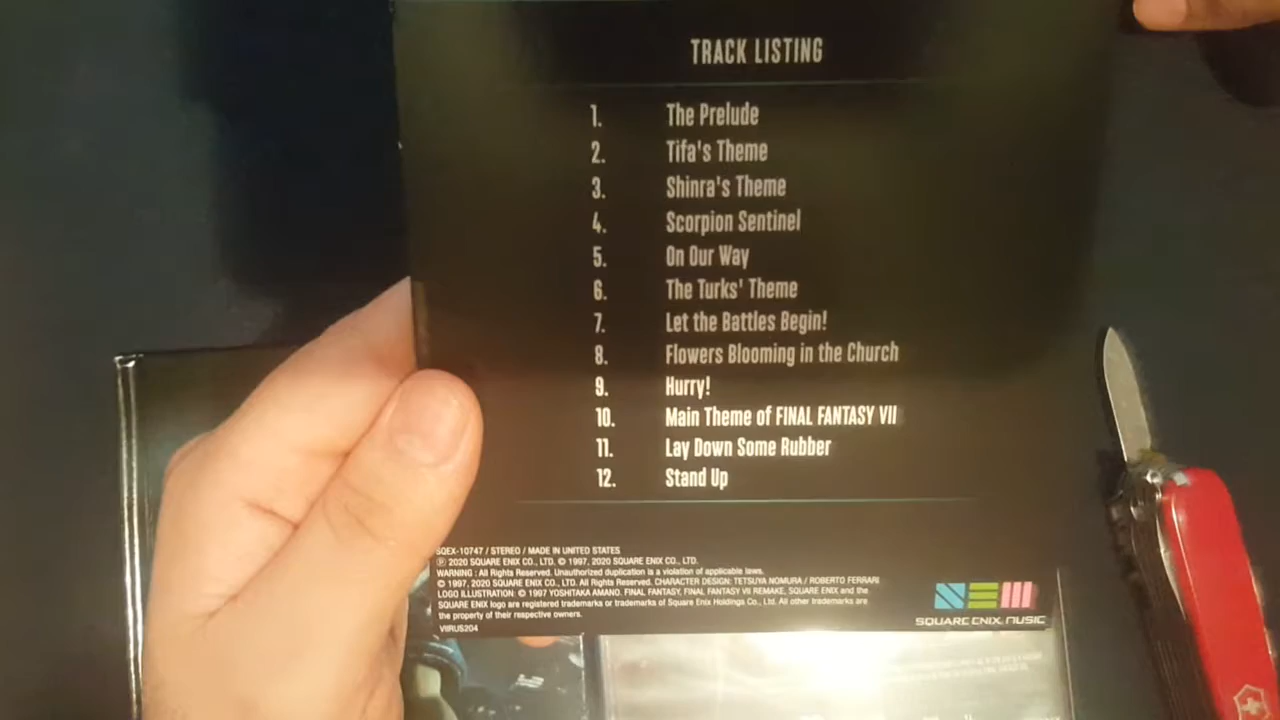 TRACK LISTING
1. The Prelude
2. Tifa's Theme
3. Shinra's Theme
4. Scorpion Sentinel
5. On Our Way
6. The Turks' Theme
7. Let the Battles Begin!
8. Flowers Blooming in the Church
9. Hurry!
10. Main Theme of FINAL FANTASY VII
11. Lay Down Some Rubber
12. Stand Up
SQEX-10747 / STEREO / MADE IN UNITED STATES
℗ 2020 SQUARE ENIX CO., LTD. © 1997, 2020 SQUARE ENIX CO., LTD.
WARNING : All Rights Reserved. Unauthorized duplication is a violation of applicable laws.
© 1997, 2020 SQUARE ENIX CO., LTD. All Rights Reserved. CHARACTER DESIGN: TETSUYA NOMURA / ROBERTO FERRARI
LOGO ILLUSTRATION: © 1997 YOSHITAKA AMANO. FINAL FANTASY, FINAL FANTASY VII REMAKE, SQUARE ENIX and the
SQUARE ENIX logo are registered trademarks or trademarks of Square Enix Holdings Co., Ltd. All other trademarks are
the property of their respective owners.
VIIRUS204
SQUARE ENIX MUSIC